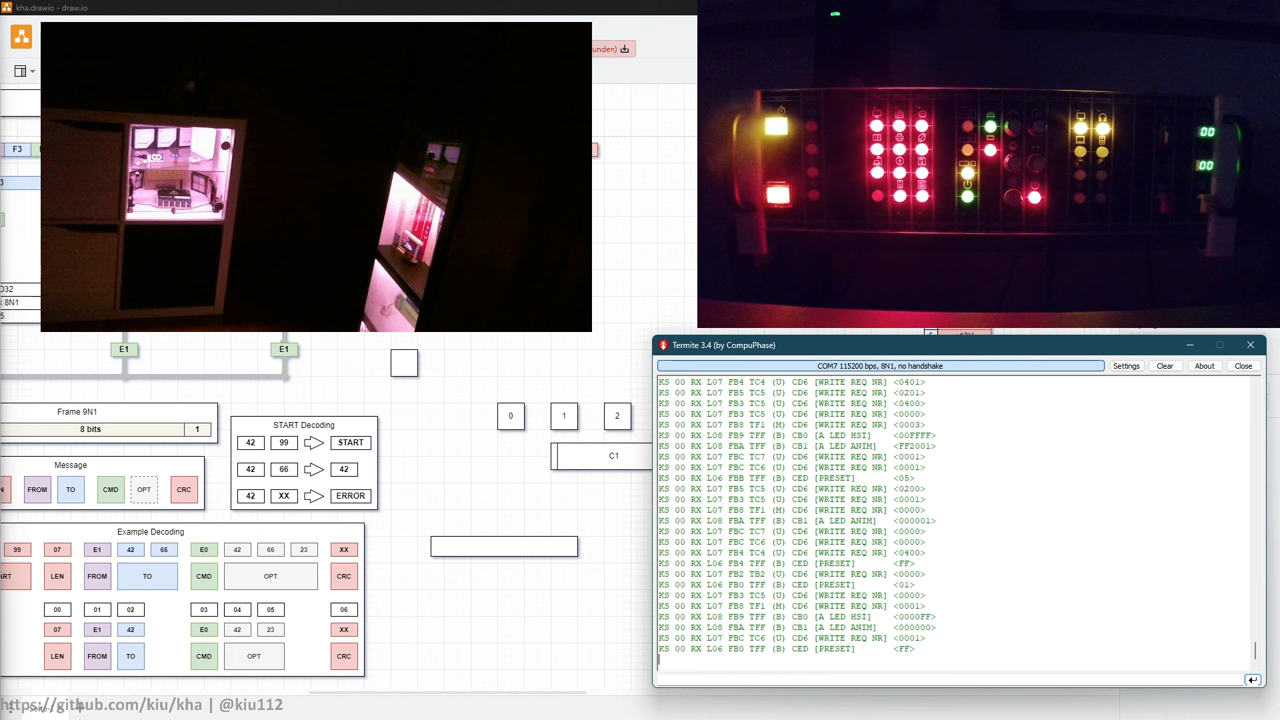 kha.drawio - draw.io
unden)
F3
00
00
3
D32
x 8N1
5
E1
E1
Frame 9N1
8 bits
1
START Decoding
42
99
START
42
66
42
42
XX
ERROR
0
1
2
C1
Message
FROM
TO
CMD
OPT
CRC
Example Decoding
99
07
E1
42
66
E0
42
66
23
XX
ART
LEN
FROM
TO
CMD
OPT
CRC
00
01
02
03
04
05
06
07
E1
42
E0
42
23
XX
LEN
FROM
TO
CMD
OPT
CRC
https://github.com/kiu/kha | @kiu112
Termite 3.4 (by CompuPhase)
COM7 115200 bps, 8N1, no handshake
Settings
Clear
About
Close
KS 00 RX L07 FB4 TC4 (U) CD6 [WRITE REQ NR] <0401>
KS 00 RX L07 FB5 TC5 (U) CD6 [WRITE REQ NR] <0201>
KS 00 RX L07 FB3 TC5 (U) CD6 [WRITE REQ NR] <0400>
KS 00 RX L07 FB3 TC5 (U) CD6 [WRITE REQ NR] <0000>
KS 00 RX L07 FB8 TF1 (M) CD6 [WRITE REQ NR] <0003>
KS 00 RX L08 FB9 TFF (B) CB0 [A LED HSI] <00FFFF>
KS 00 RX L08 FBA TFF (B) CB1 [A LED ANIM] <FF2001>
KS 00 RX L07 FBC TC7 (U) CD6 [WRITE REQ NR] <0001>
KS 00 RX L07 FBC TC6 (U) CD6 [WRITE REQ NR] <0001>
KS 00 RX L06 FBB TFF (B) CED [PRESET] <05>
KS 00 RX L07 FB5 TC5 (U) CD6 [WRITE REQ NR] <0200>
KS 00 RX L07 FB3 TC5 (U) CD6 [WRITE REQ NR] <0001>
KS 00 RX L07 FB8 TF1 (M) CD6 [WRITE REQ NR] <0000>
KS 00 RX L08 FBA TFF (B) CB1 [A LED ANIM] <000001>
KS 00 RX L07 FBC TC7 (U) CD6 [WRITE REQ NR] <0000>
KS 00 RX L07 FBC TC6 (U) CD6 [WRITE REQ NR] <0000>
KS 00 RX L07 FB4 TC4 (U) CD6 [WRITE REQ NR] <0400>
KS 00 RX L06 FB4 TFF (B) CED [PRESET] <FF>
KS 00 RX L07 FB2 TB2 (U) CD6 [WRITE REQ NR] <0000>
KS 00 RX L06 FB0 TFF (B) CED [PRESET] <01>
KS 00 RX L07 FB3 TC5 (U) CD6 [WRITE REQ NR] <0000>
KS 00 RX L07 FB8 TF1 (M) CD6 [WRITE REQ NR] <0001>
KS 00 RX L08 FB9 TFF (B) CB0 [A LED HSI] <0000FF>
KS 00 RX L08 FBA TFF (B) CB1 [A LED ANIM] <000000>
KS 00 RX L07 FBC TC6 (U) CD6 [WRITE REQ NR] <0001>
KS 00 RX L06 FB0 TFF (B) CED [PRESET] <FF>